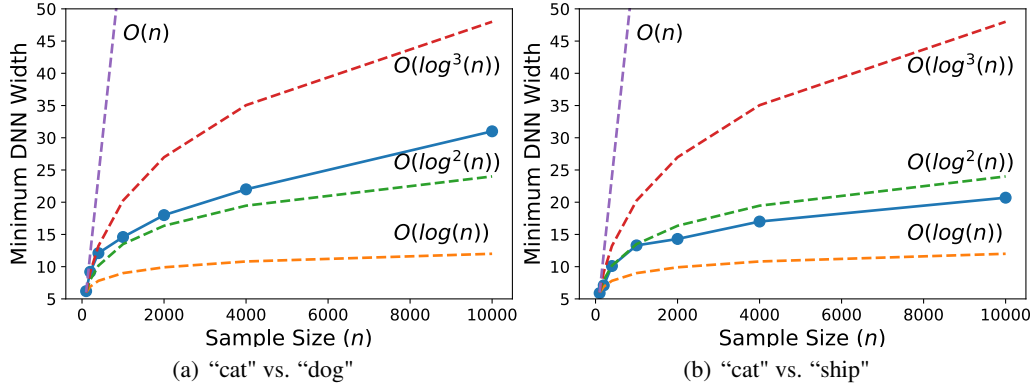 50
45
40
35
30
25
20
15
10
5
Minimum DNN Width
O(n)
O(log³(n))
O(log²(n))
O(log(n))
0 2000 4000 6000 8000 10000
Sample Size (n)
(a) “cat" vs. “dog"
50
45
40
35
30
25
20
15
10
5
Minimum DNN Width
O(n)
O(log³(n))
O(log²(n))
O(log(n))
0 2000 4000 6000 8000 10000
Sample Size (n)
(b) “cat" vs. “ship"